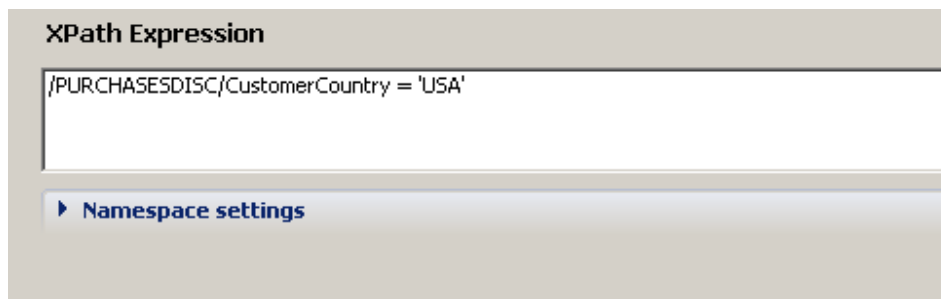 XPath Expression
/PURCHASESDISC/CustomerCountry = 'USA'
Namespace settings